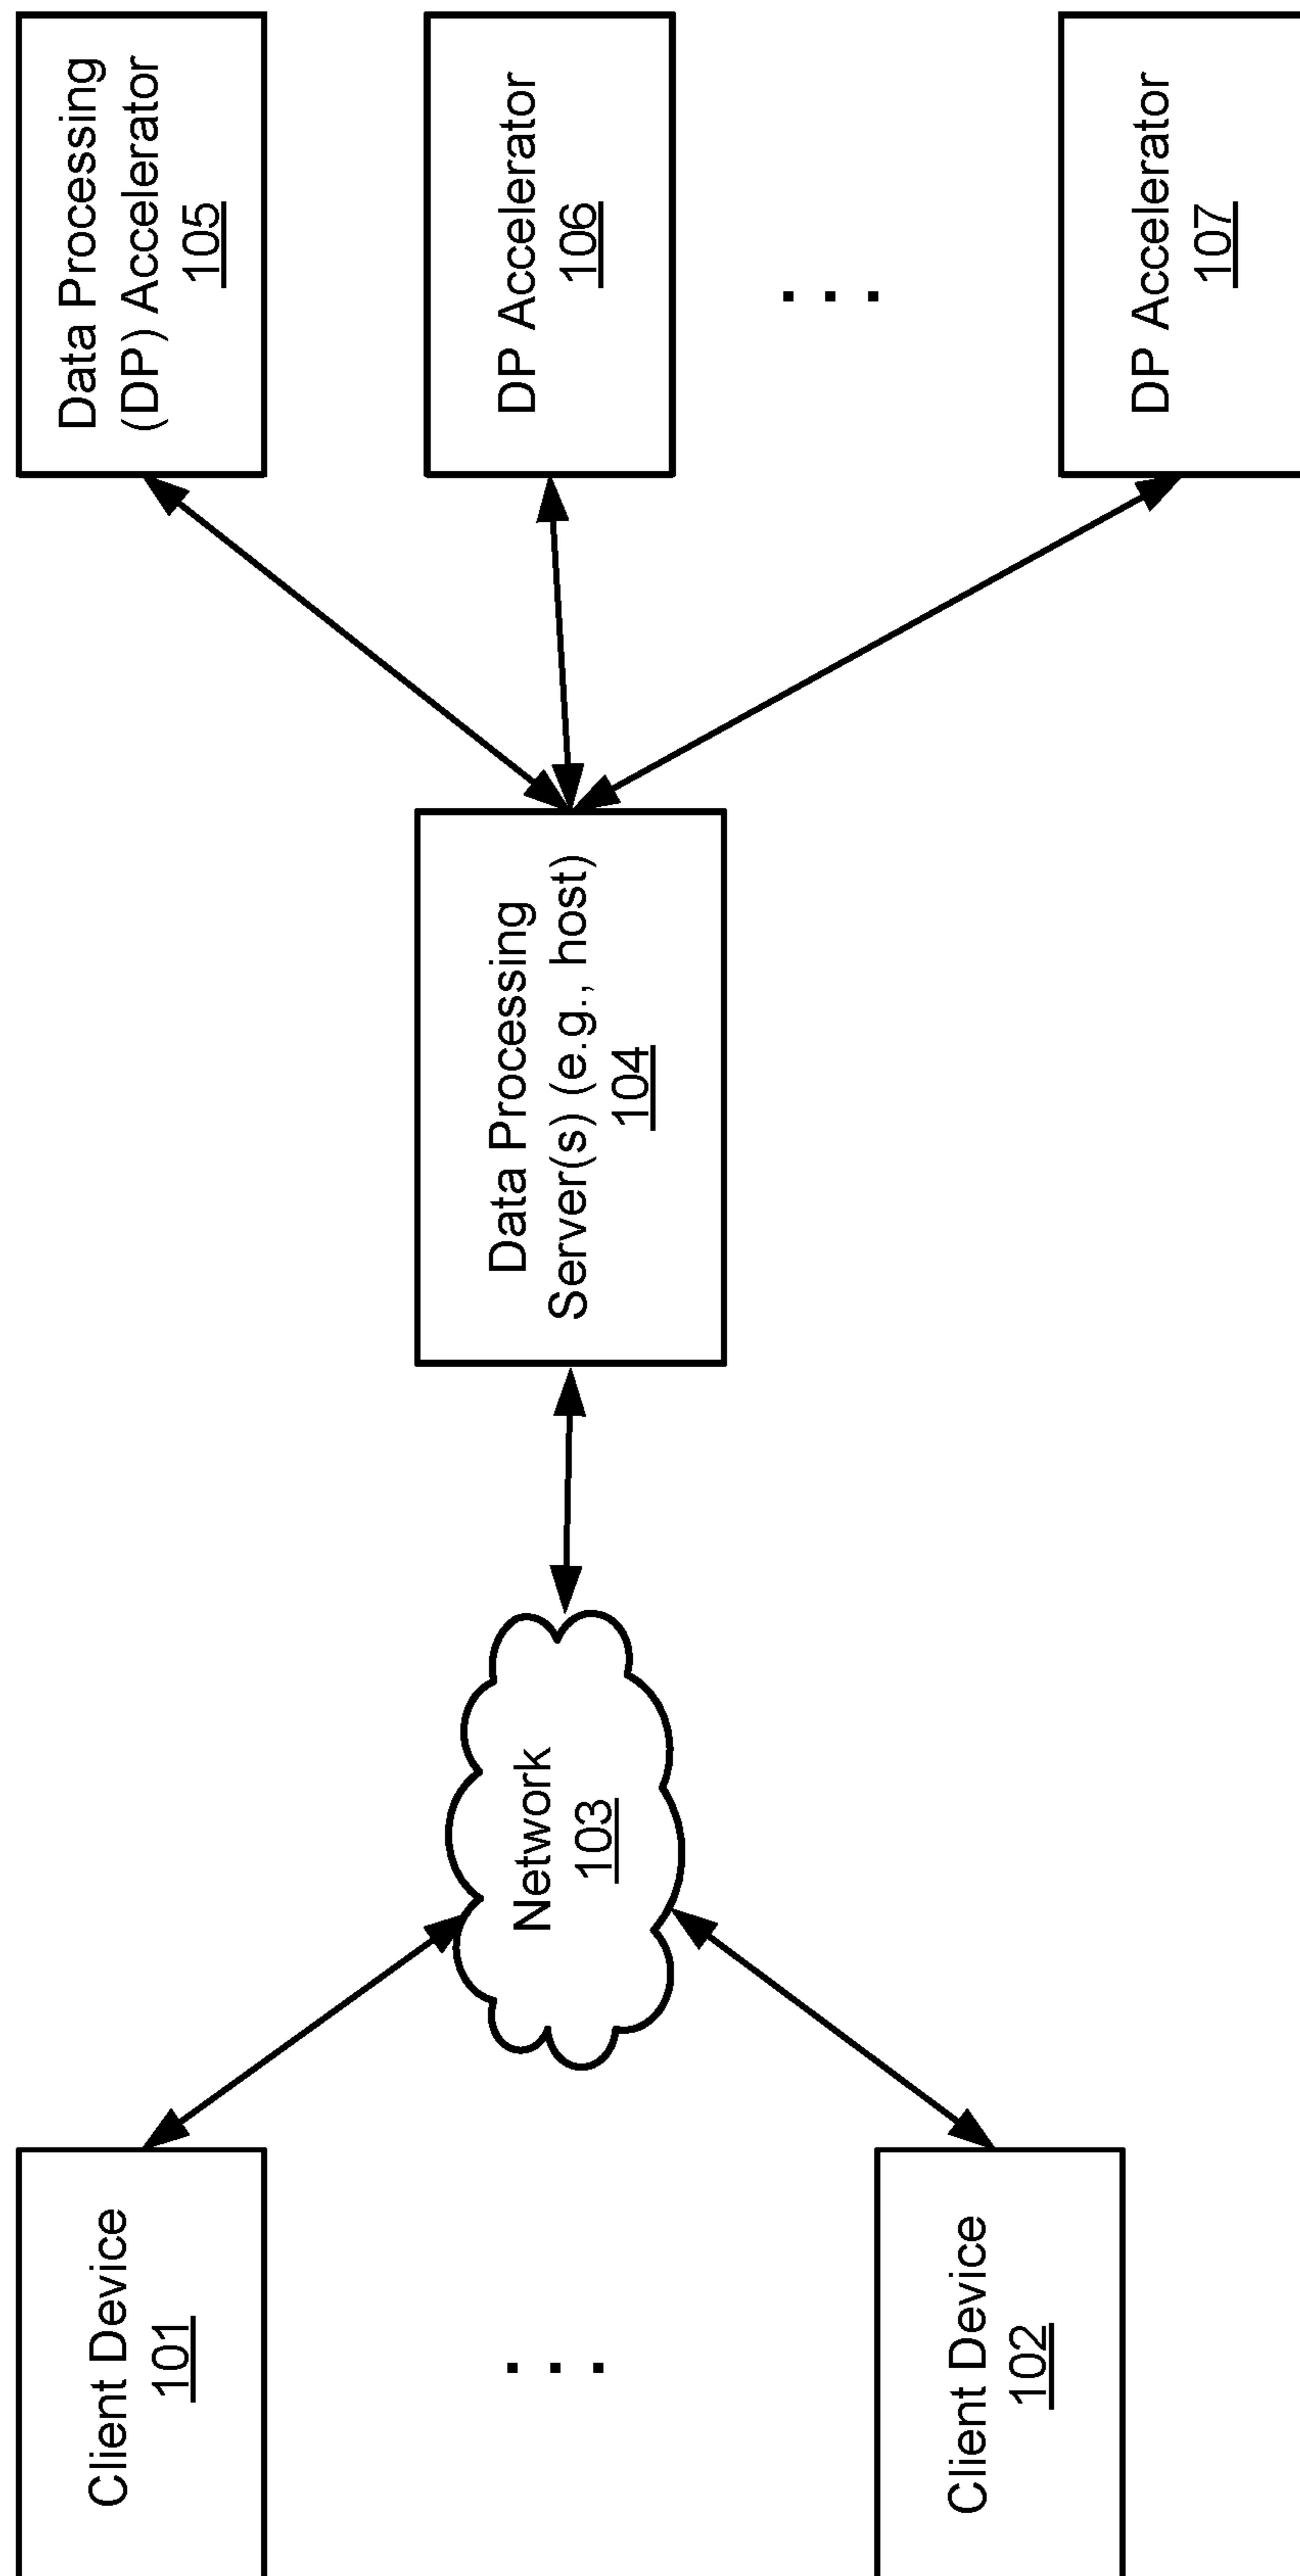 Client Device
101
. . .
Client Device
102
Network
103
Data Processing
Server(s) (e.g., host)
104
Data Processing
(DP) Accelerator
105
DP Accelerator
106
. . .
DP Accelerator
107